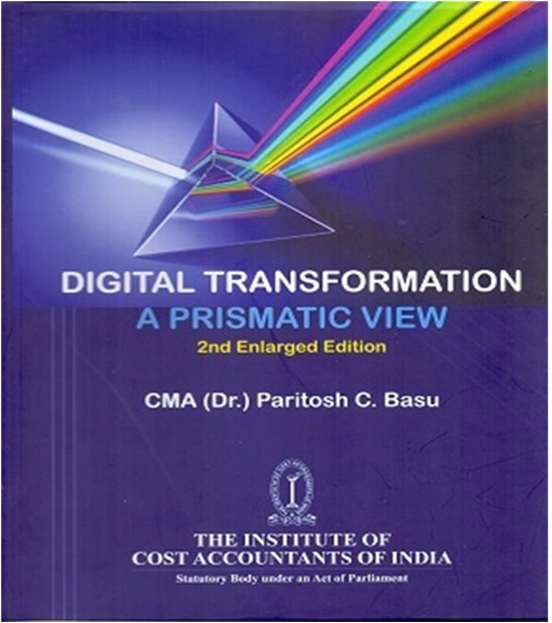 DIGITAL TRANSFORMATION
A PRISMATIC VIEW
2nd Enlarged Edition
CMA (Dr.) Paritosh C. Basu
THE INSTITUTE OF
COST ACCOUNTANTS OF INDIA
Statutory Body under an Act of Parliament